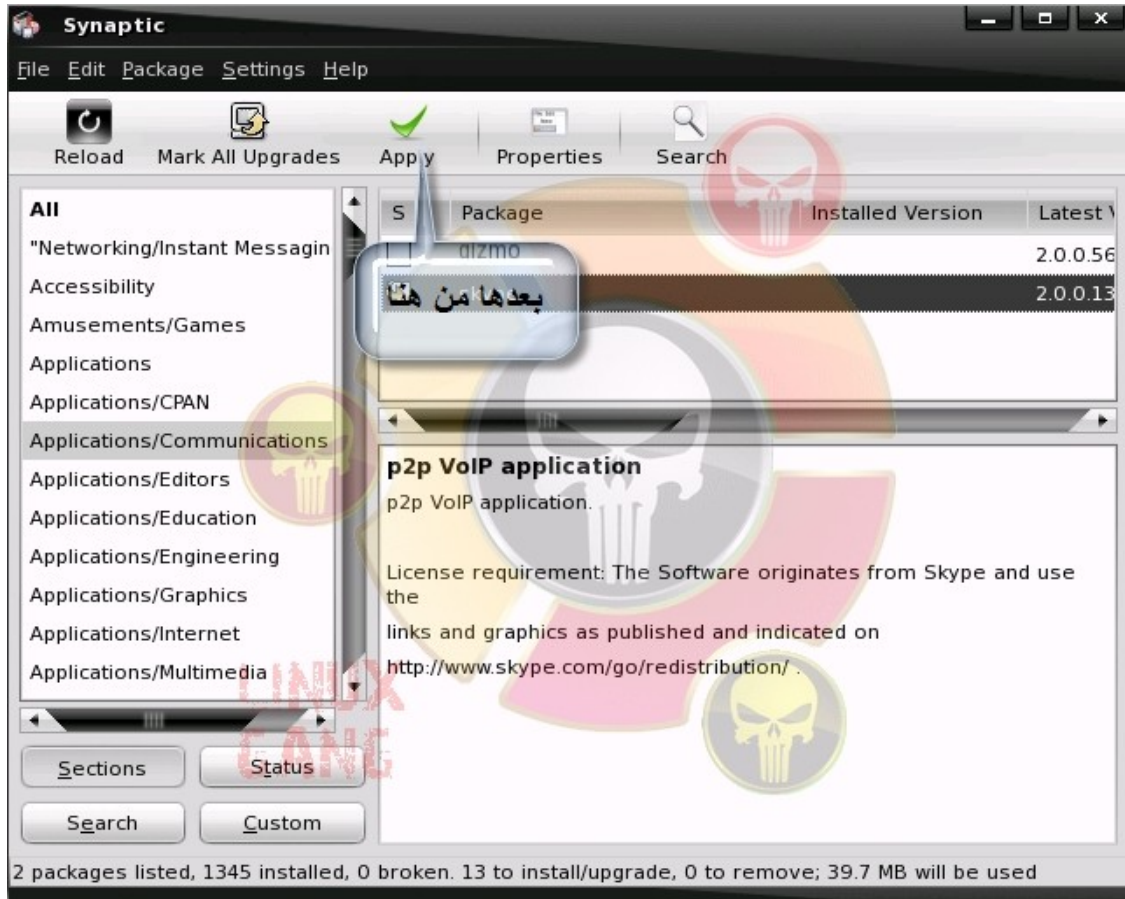 Synaptic
File Edit Package Settings Help
Reload Mark All Upgrades Apply Properties Search
All
"Networking/Instant Messagin
Accessibility
Amusements/Games
Applications
Applications/CPAN
Applications/Communications
Applications/Editors
Applications/Education
Applications/Engineering
Applications/Graphics
Applications/Internet
Applications/Multimedia
Sections Status
Search Custom
S Package Installed Version Latest V
gizmo 2.0.0.56
2.0.0.13
بعدها من هنا
p2p VoIP application
p2p VoIP application.
License requirement: The Software originates from Skype and use
the
links and graphics as published and indicated on
http://www.skype.com/go/redistribution/ .
LINUX
GANG
2 packages listed, 1345 installed, 0 broken. 13 to install/upgrade, 0 to remove; 39.7 MB will be used